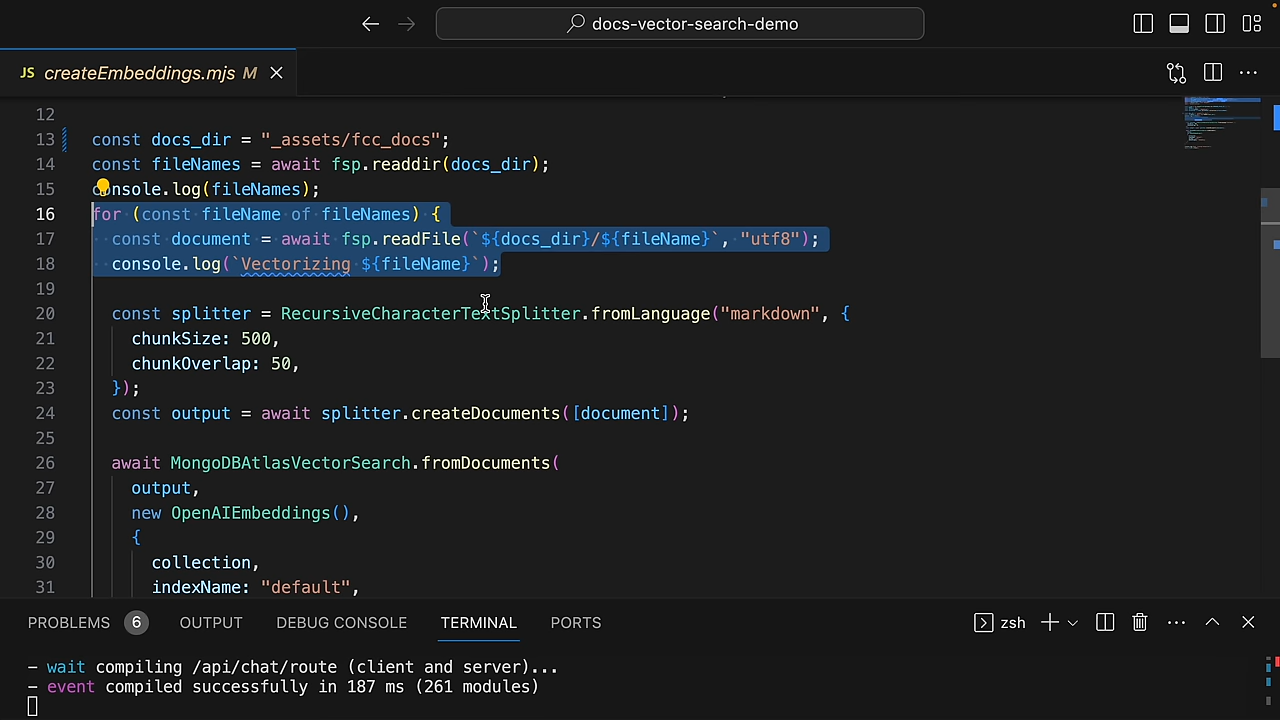 docs-vector-search-demo
JS createEmbeddings.mjs M
12
13 const docs_dir = "_assets/fcc_docs";
14 const fileNames = await fsp.readdir(docs_dir);
15 console.log(fileNames);
16 for (const fileName of fileNames) {
17 const document = await fsp.readFile(`${docs_dir}/${fileName}`, "utf8");
18 console.log(`Vectorizing ${fileName}`);
19
20 const splitter = RecursiveCharacterTextSplitter.fromLanguage("markdown", {
21 chunkSize: 500,
22 chunkOverlap: 50,
23 });
24 const output = await splitter.createDocuments([document]);
25
26 await MongoDBAtlasVectorSearch.fromDocuments(
27 output,
28 new OpenAIEmbeddings(),
29 {
30 collection,
31 indexName: "default",
PROBLEMS 6 OUTPUT DEBUG CONSOLE TERMINAL PORTS zsh
- wait compiling /api/chat/route (client and server)...
- event compiled successfully in 187 ms (261 modules)